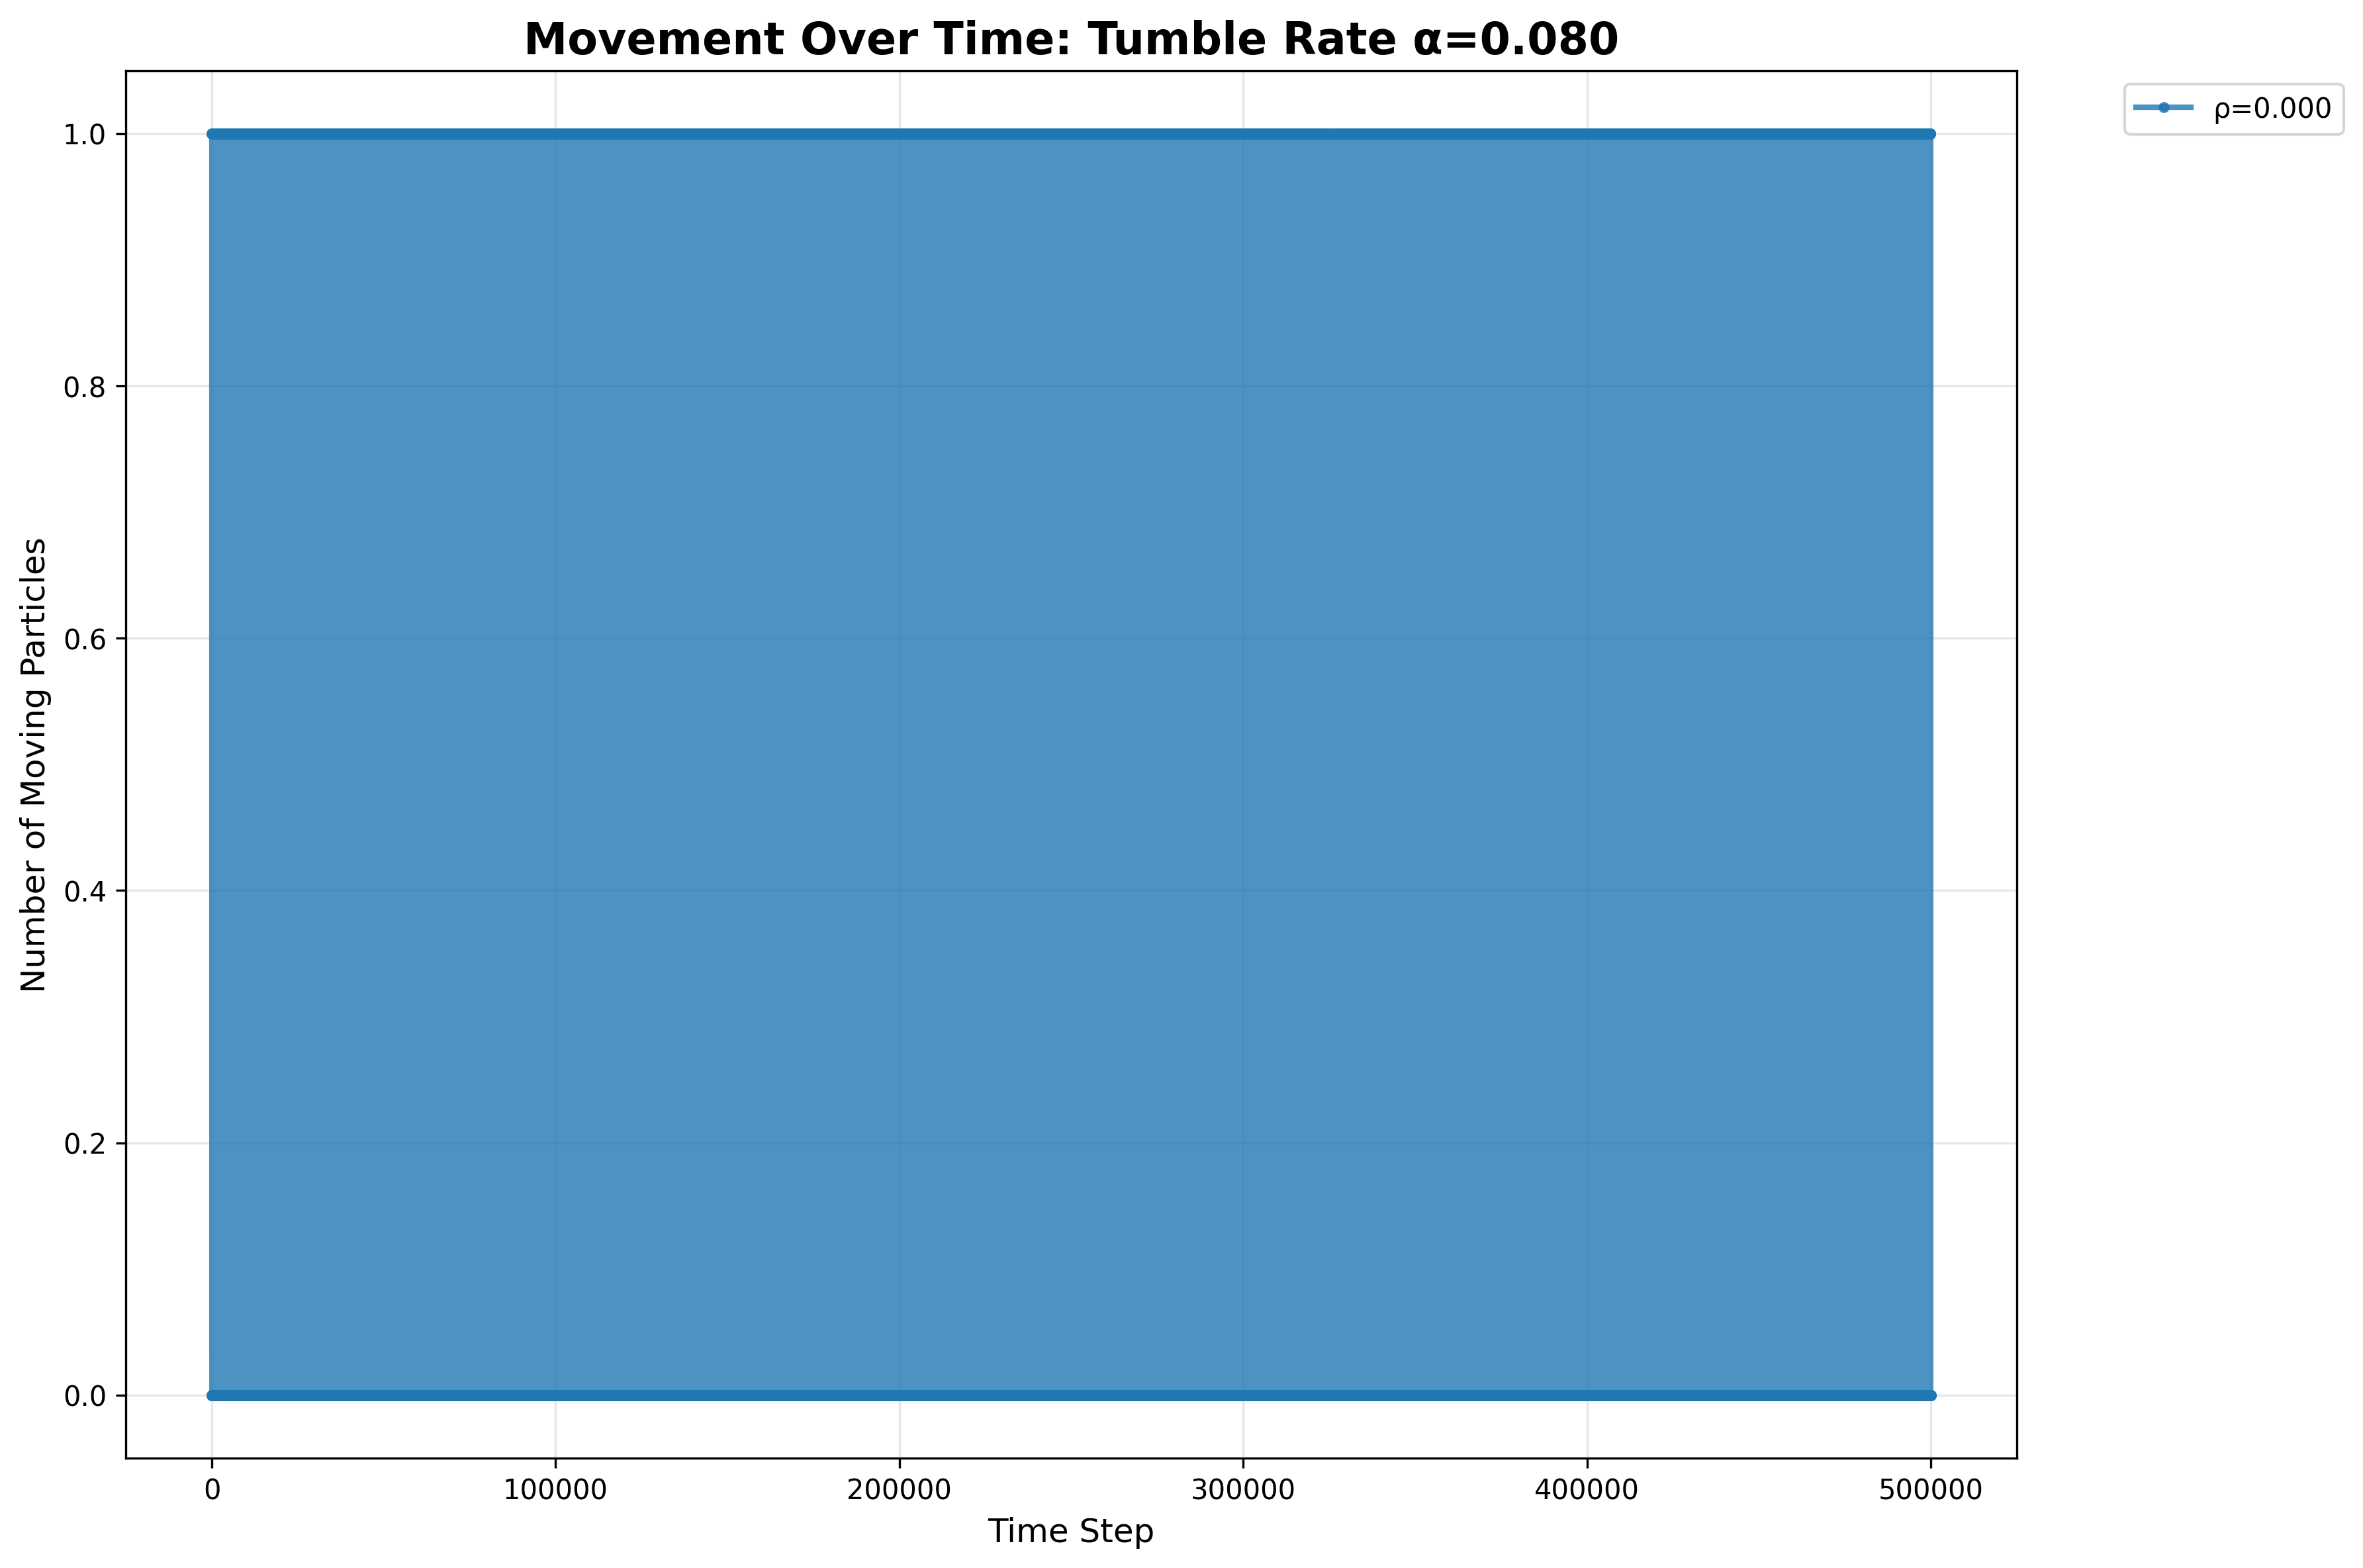 Movement Over Time: Tumble Rate α=0.080
ρ=0.000
Number of Moving Particles
1.0
0.8
0.6
0.4
0.2
0.0
0 100000 200000 300000 400000 500000
Time Step